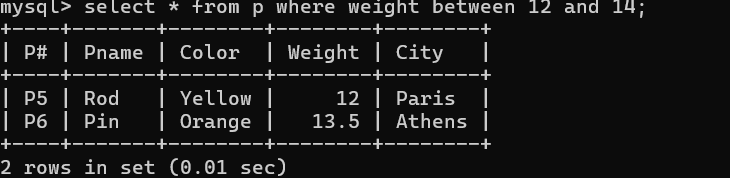 mysql> select * from p where weight between 12 and 14;
+----+-------+--------+--------+--------+
| P# | Pname | Color  | Weight | City   |
+----+-------+--------+--------+--------+
| P5 | Rod   | Yellow |     12 | Paris  |
| P6 | Pin   | Orange |   13.5 | Athens |
+----+-------+--------+--------+--------+
2 rows in set (0.01 sec)